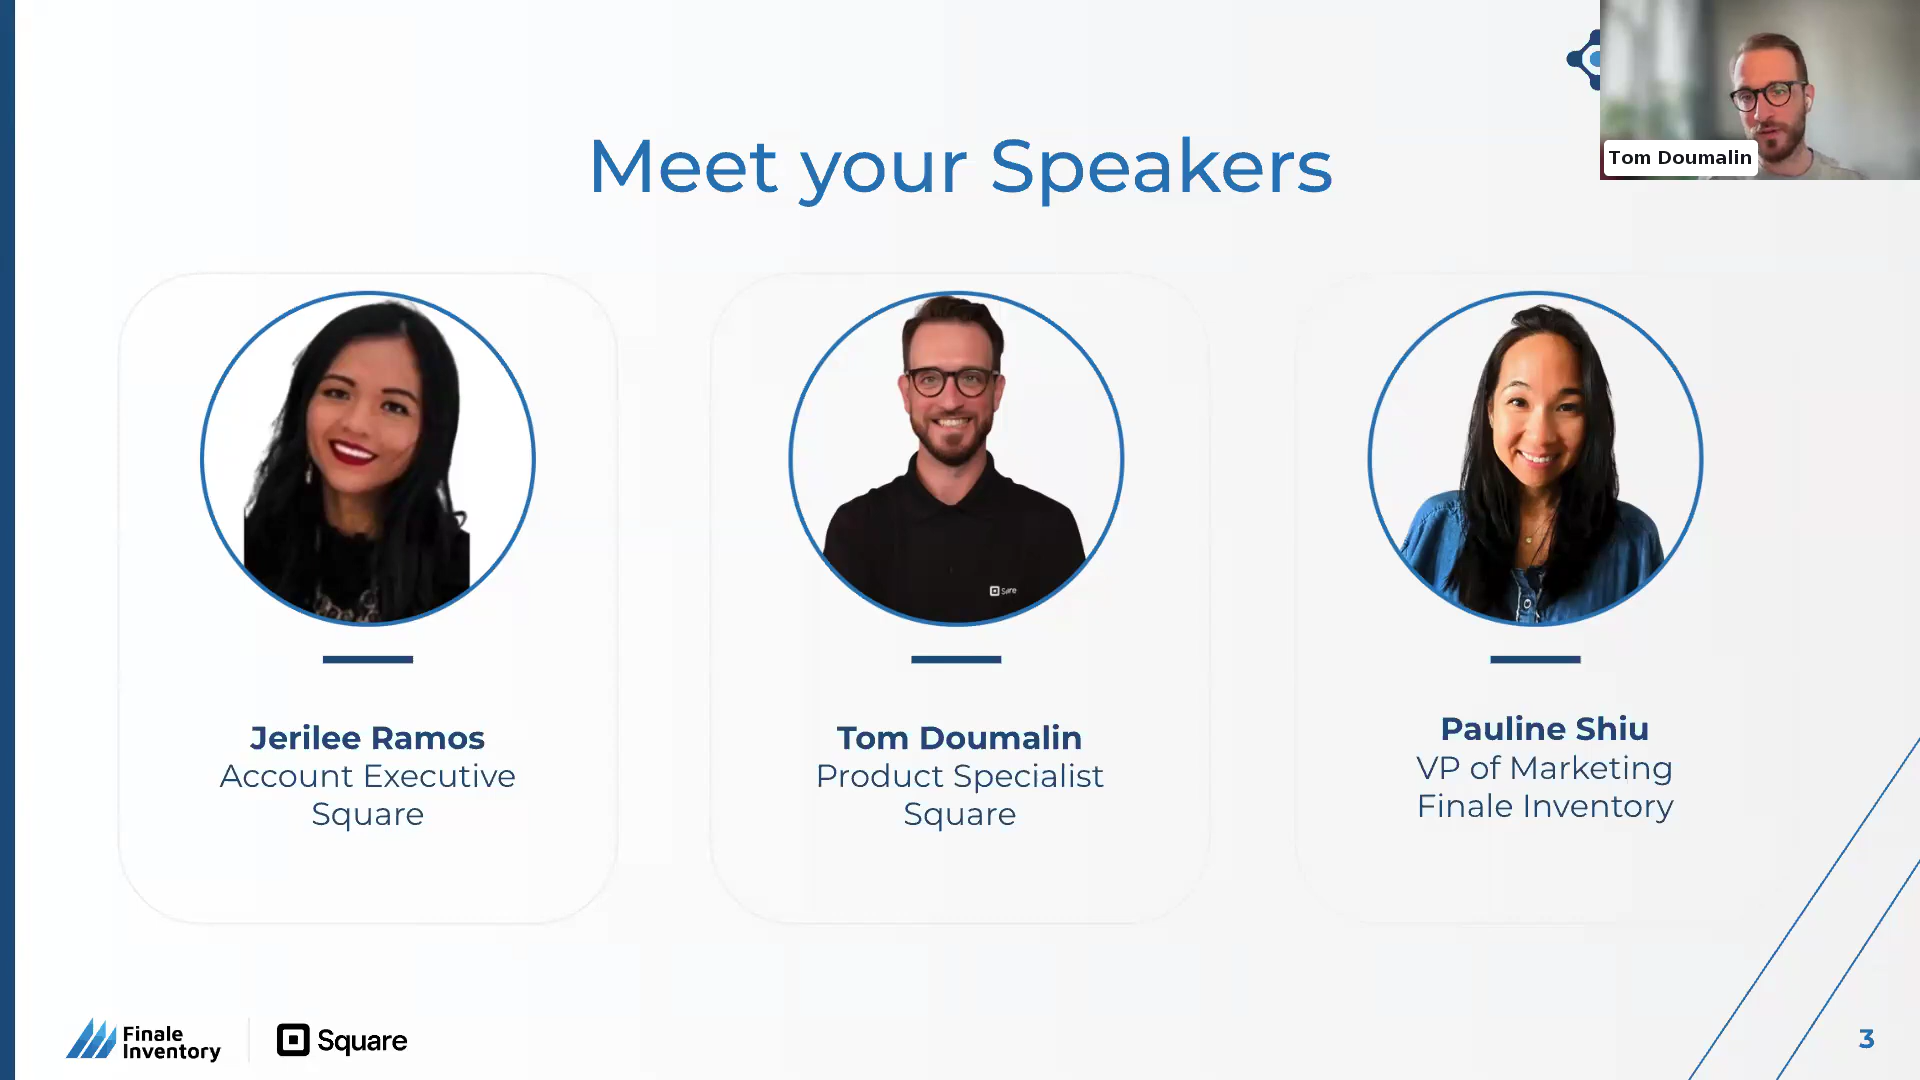 Meet your Speakers
Tom Doumalin
Jerilee Ramos
Account Executive
Square
Tom Doumalin
Product Specialist
Square
Pauline Shiu
VP of Marketing
Finale Inventory
Finale
Inventory
Square
3